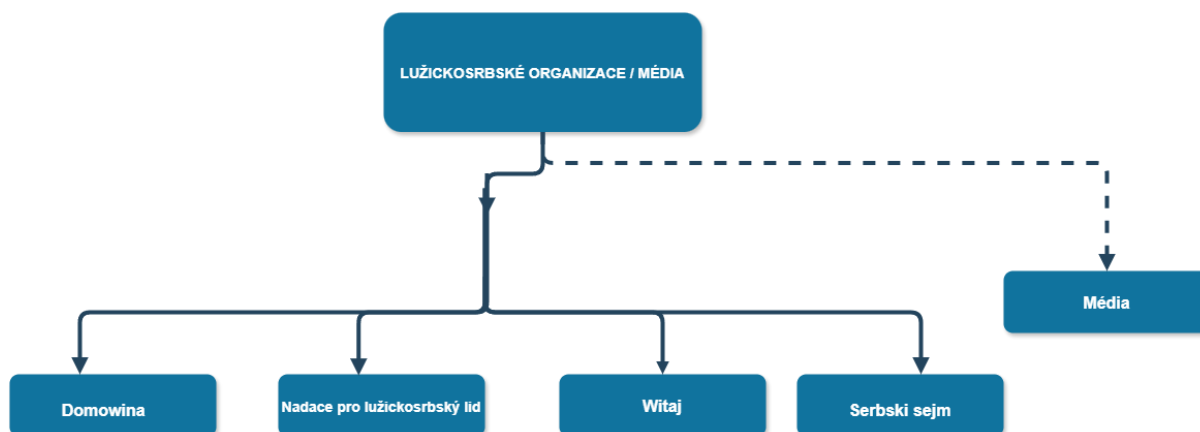 LUŽICKOSRBSKÉ ORGANIZACE / MÉDIA
Média
Domowina
Nadace pro lužickosrbský lid
Witaj
Serbski sejm